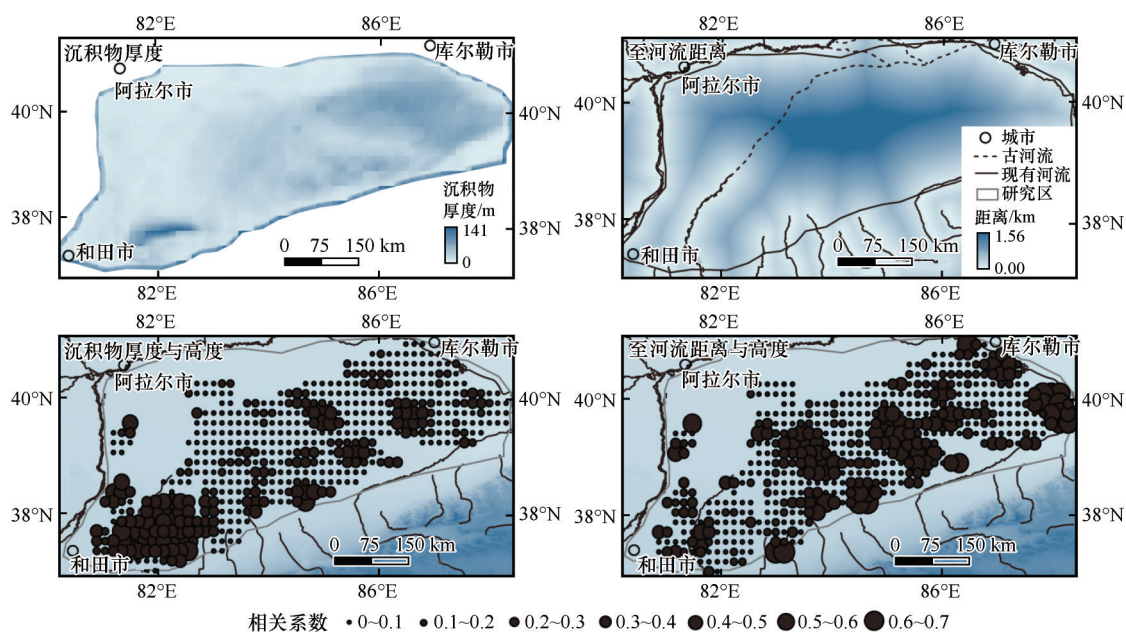 82°E
86°E
沉积物厚度
库尔勒市
阿拉尔市
40°N
38°N
和田市
沉积物
厚度/m
141
0
0 75 150 km
82°E
86°E
82°E
86°E
至河流距离
库尔勒市
阿拉尔市
40°N
40°N
城市
古河流
现有河流
研究区
38°N
38°N
距离/km
1.56
0.00
和田市
0 75 150 km
82°E
86°E
沉积物厚度与高度
库尔勒市
阿拉尔市
40°N
38°N
和田市
0 75 150 km
82°E
86°E
至河流距离与高度
库尔勒市
阿拉尔市
40°N
40°N
38°N
38°N
和田市
0 75 150 km
82°E
86°E
相关系数 0~0.1 0.1~0.2 0.2~0.3 0.3~0.4 0.4~0.5 0.5~0.6 0.6~0.7